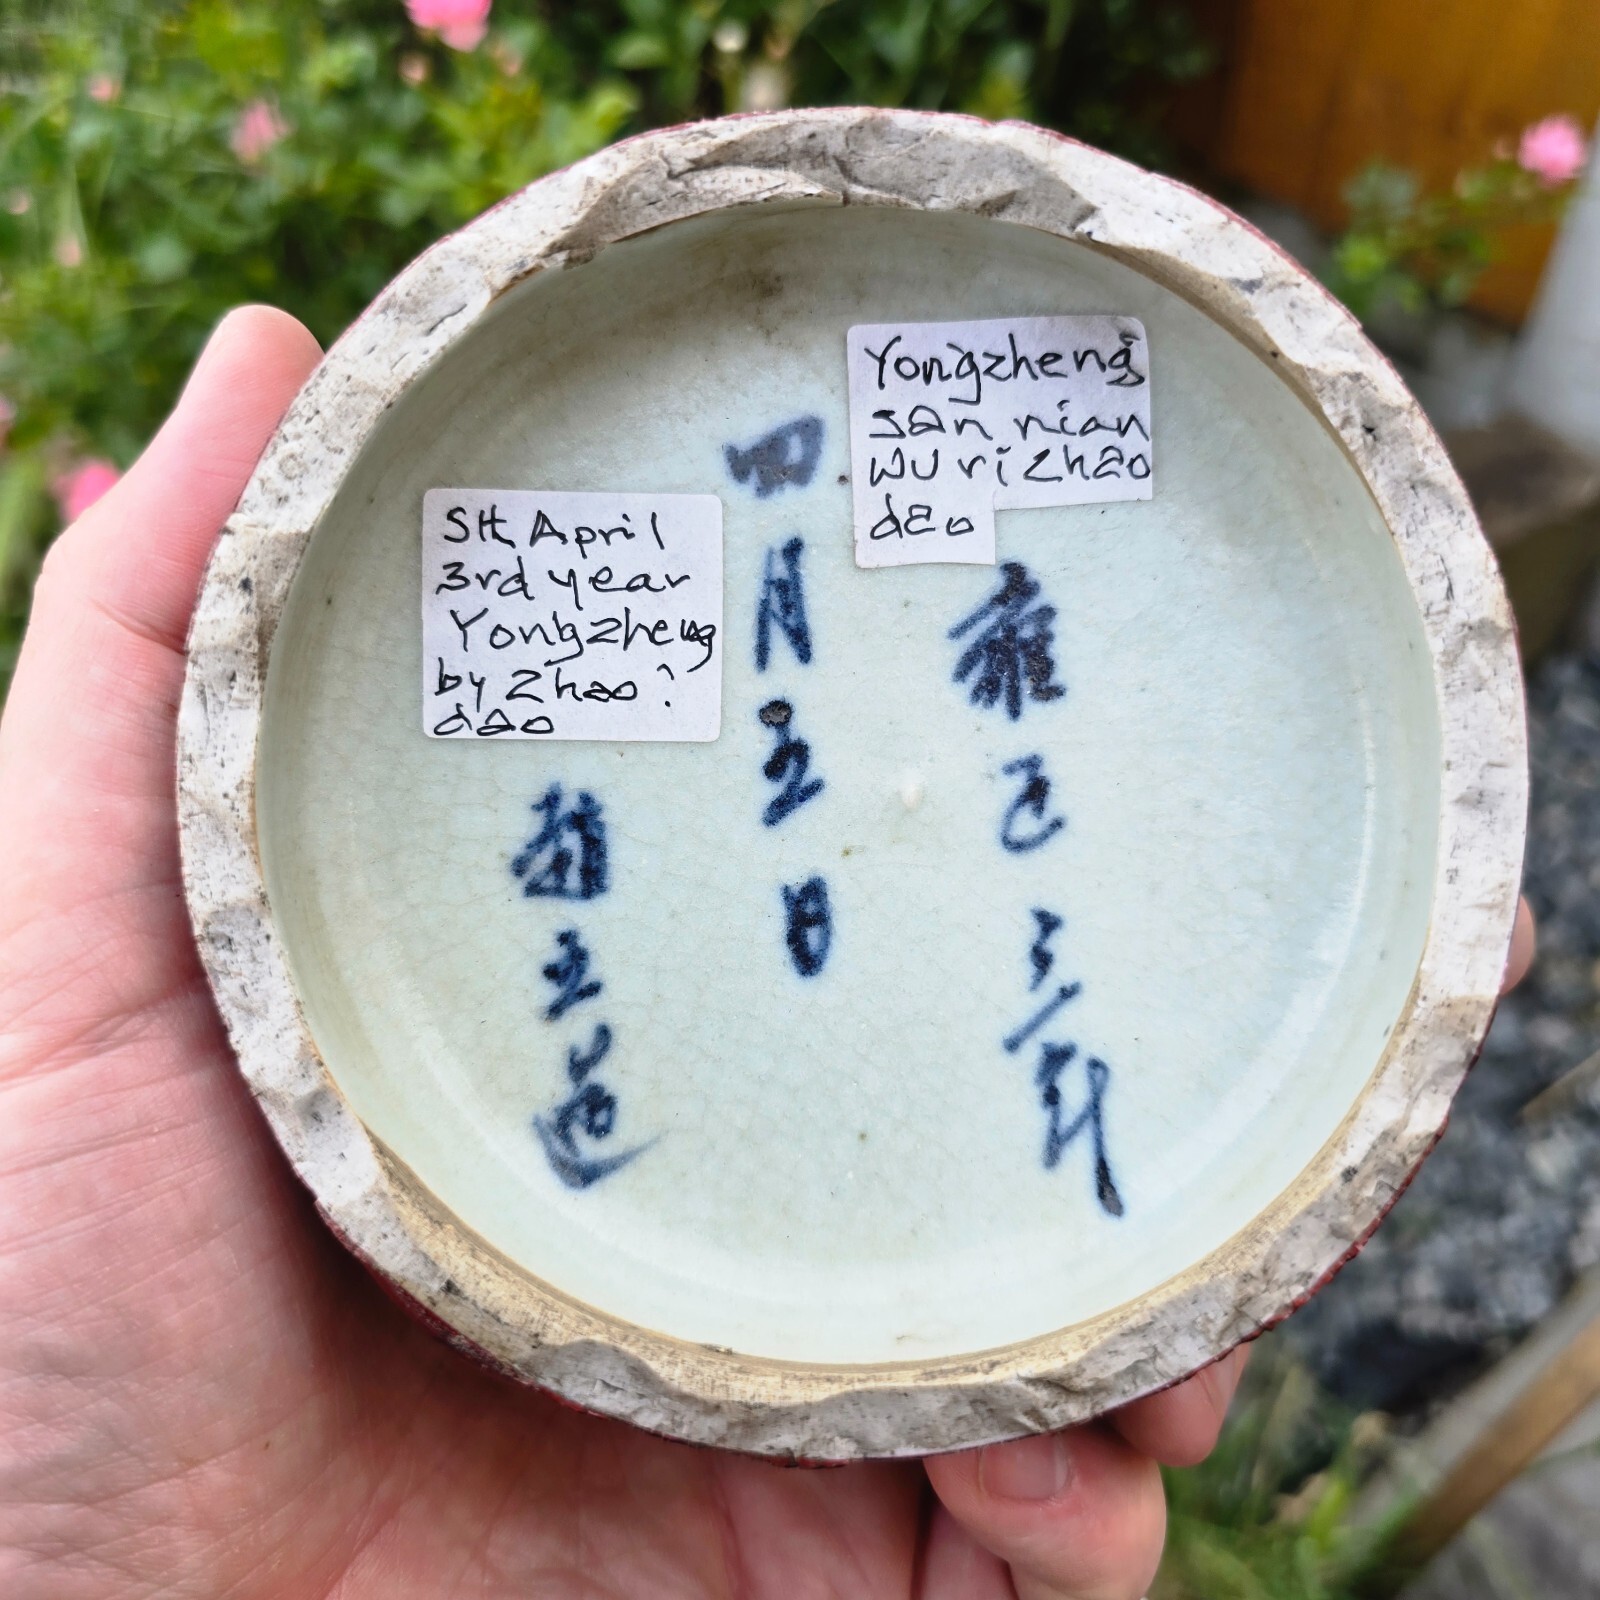 Yongzheng
san nian
wu ri zhao
dao
5th April
3rd year
Yongzheng
by Zhao ?
dao
雍正三年
四月五日
趙造